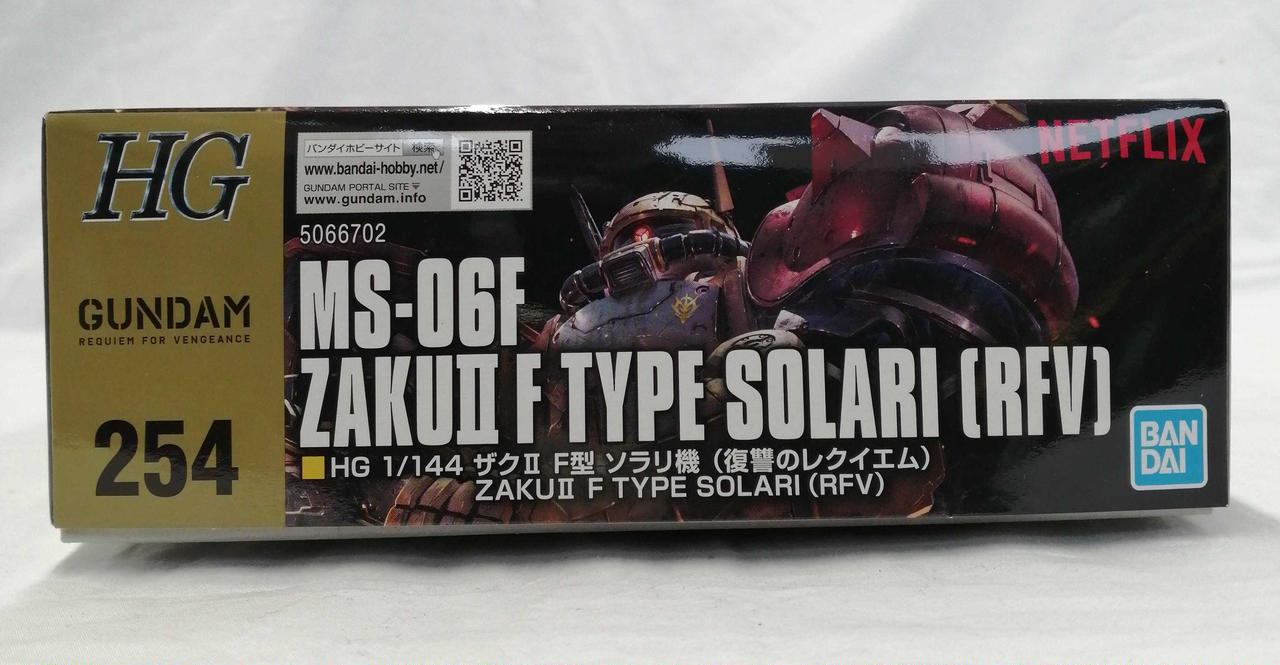 HG
GUNDAM
REQUIEM FOR VENGEANCE
254
バンダイホビーサイト 検索
www.bandai-hobby.net/
GUNDAM PORTAL SITE
www.gundam.info
5066702
NETFLIX
MS-06F
ZAKUⅡ F TYPE SOLARI (RFV)
HG 1/144 ザクⅡ F型 ソラリ機（復讐のレクイエム）
ZAKUⅡ F TYPE SOLARI (RFV)
BAN
DAI